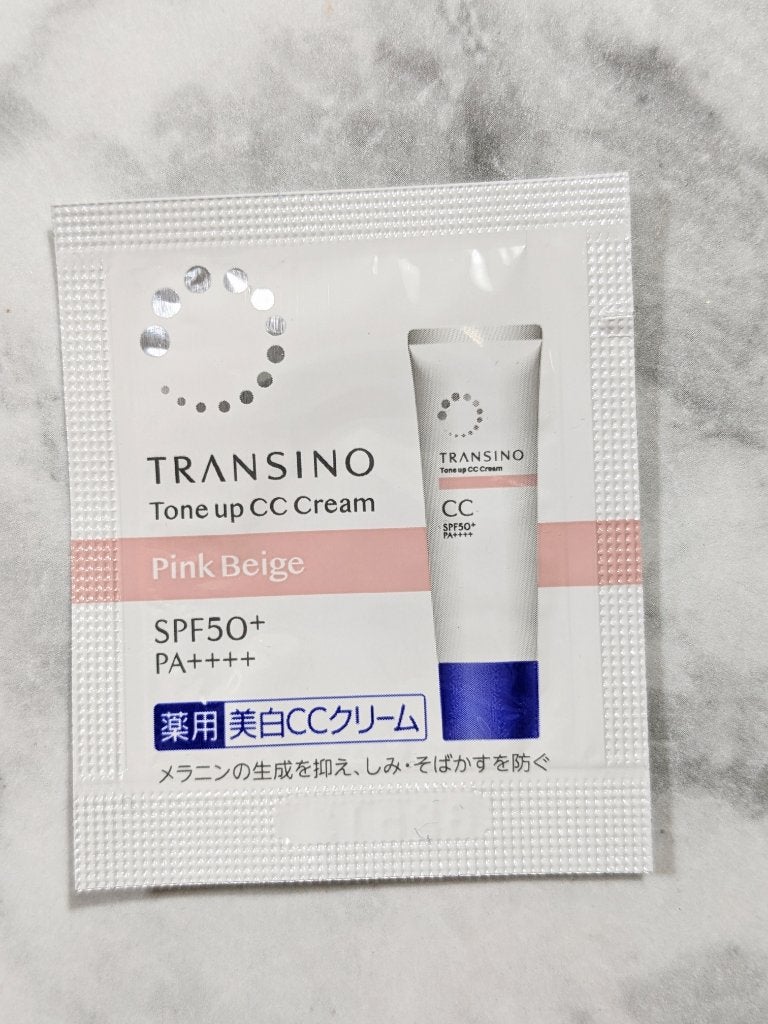 TRANSINO
Tone up CC Cream
Pink Beige
SPF50+
PA++++
薬用 美白CCクリーム
メラニンの生成を抑え、しみ・そばかすを防ぐ
TRANSINO
Tone up CC Cream
CC
SPF50+
PA++++